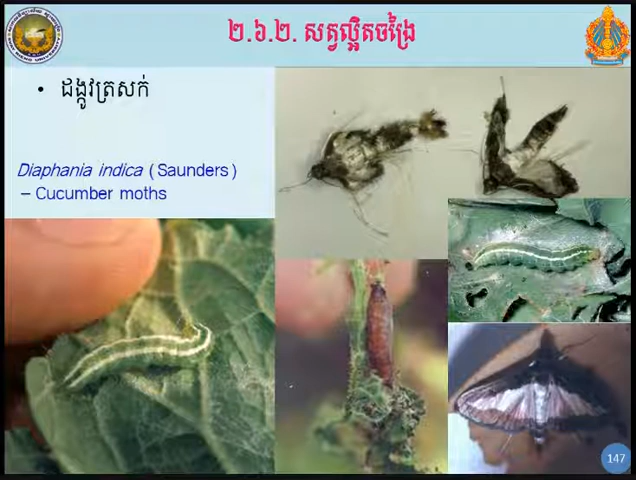 ២.៦.២. សត្វល្អិតចង្រៃ
• ដង្កូវត្រសក់
Diaphania indica (Saunders)
– Cucumber moths
147